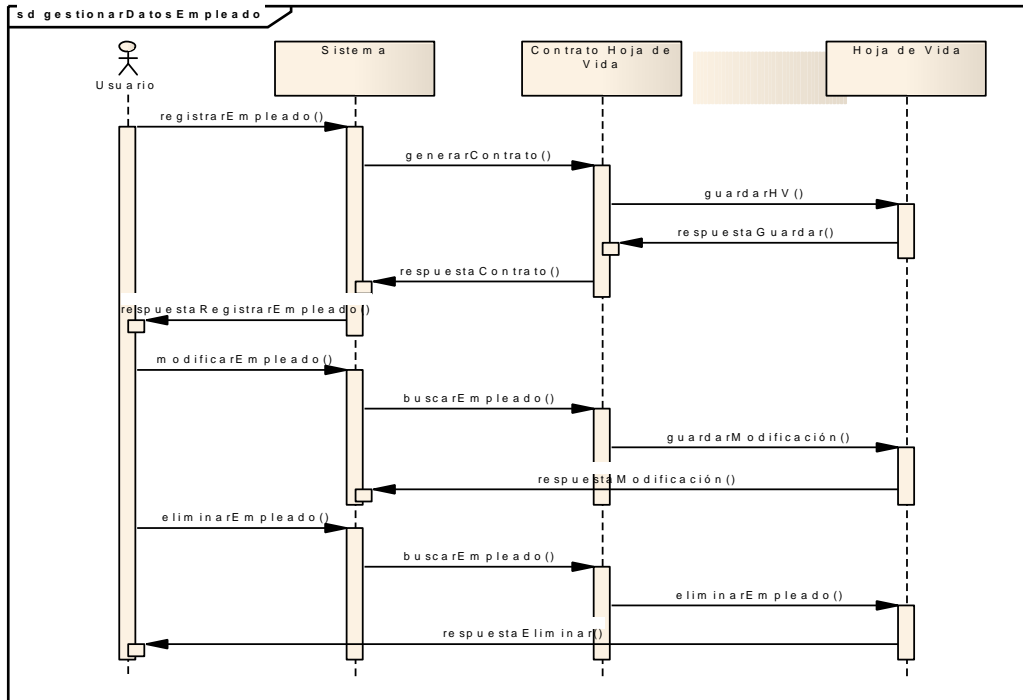 sd gestionarDatosEmpleado
Sistema
Contrato Hoja de
Vida
Hoja de Vida
Usuario
registrarEmpleado()
generarContrato()
guardarHV()
respuestaGuardar()
respuestaContrato()
respuestaRegistrarEmpleado()
modificarEmpleado()
buscarEmpleado()
guardarModificación()
respuestaModificación()
eliminarEmpleado()
buscarEmpleado()
eliminarEmpleado()
respuestaEliminar()